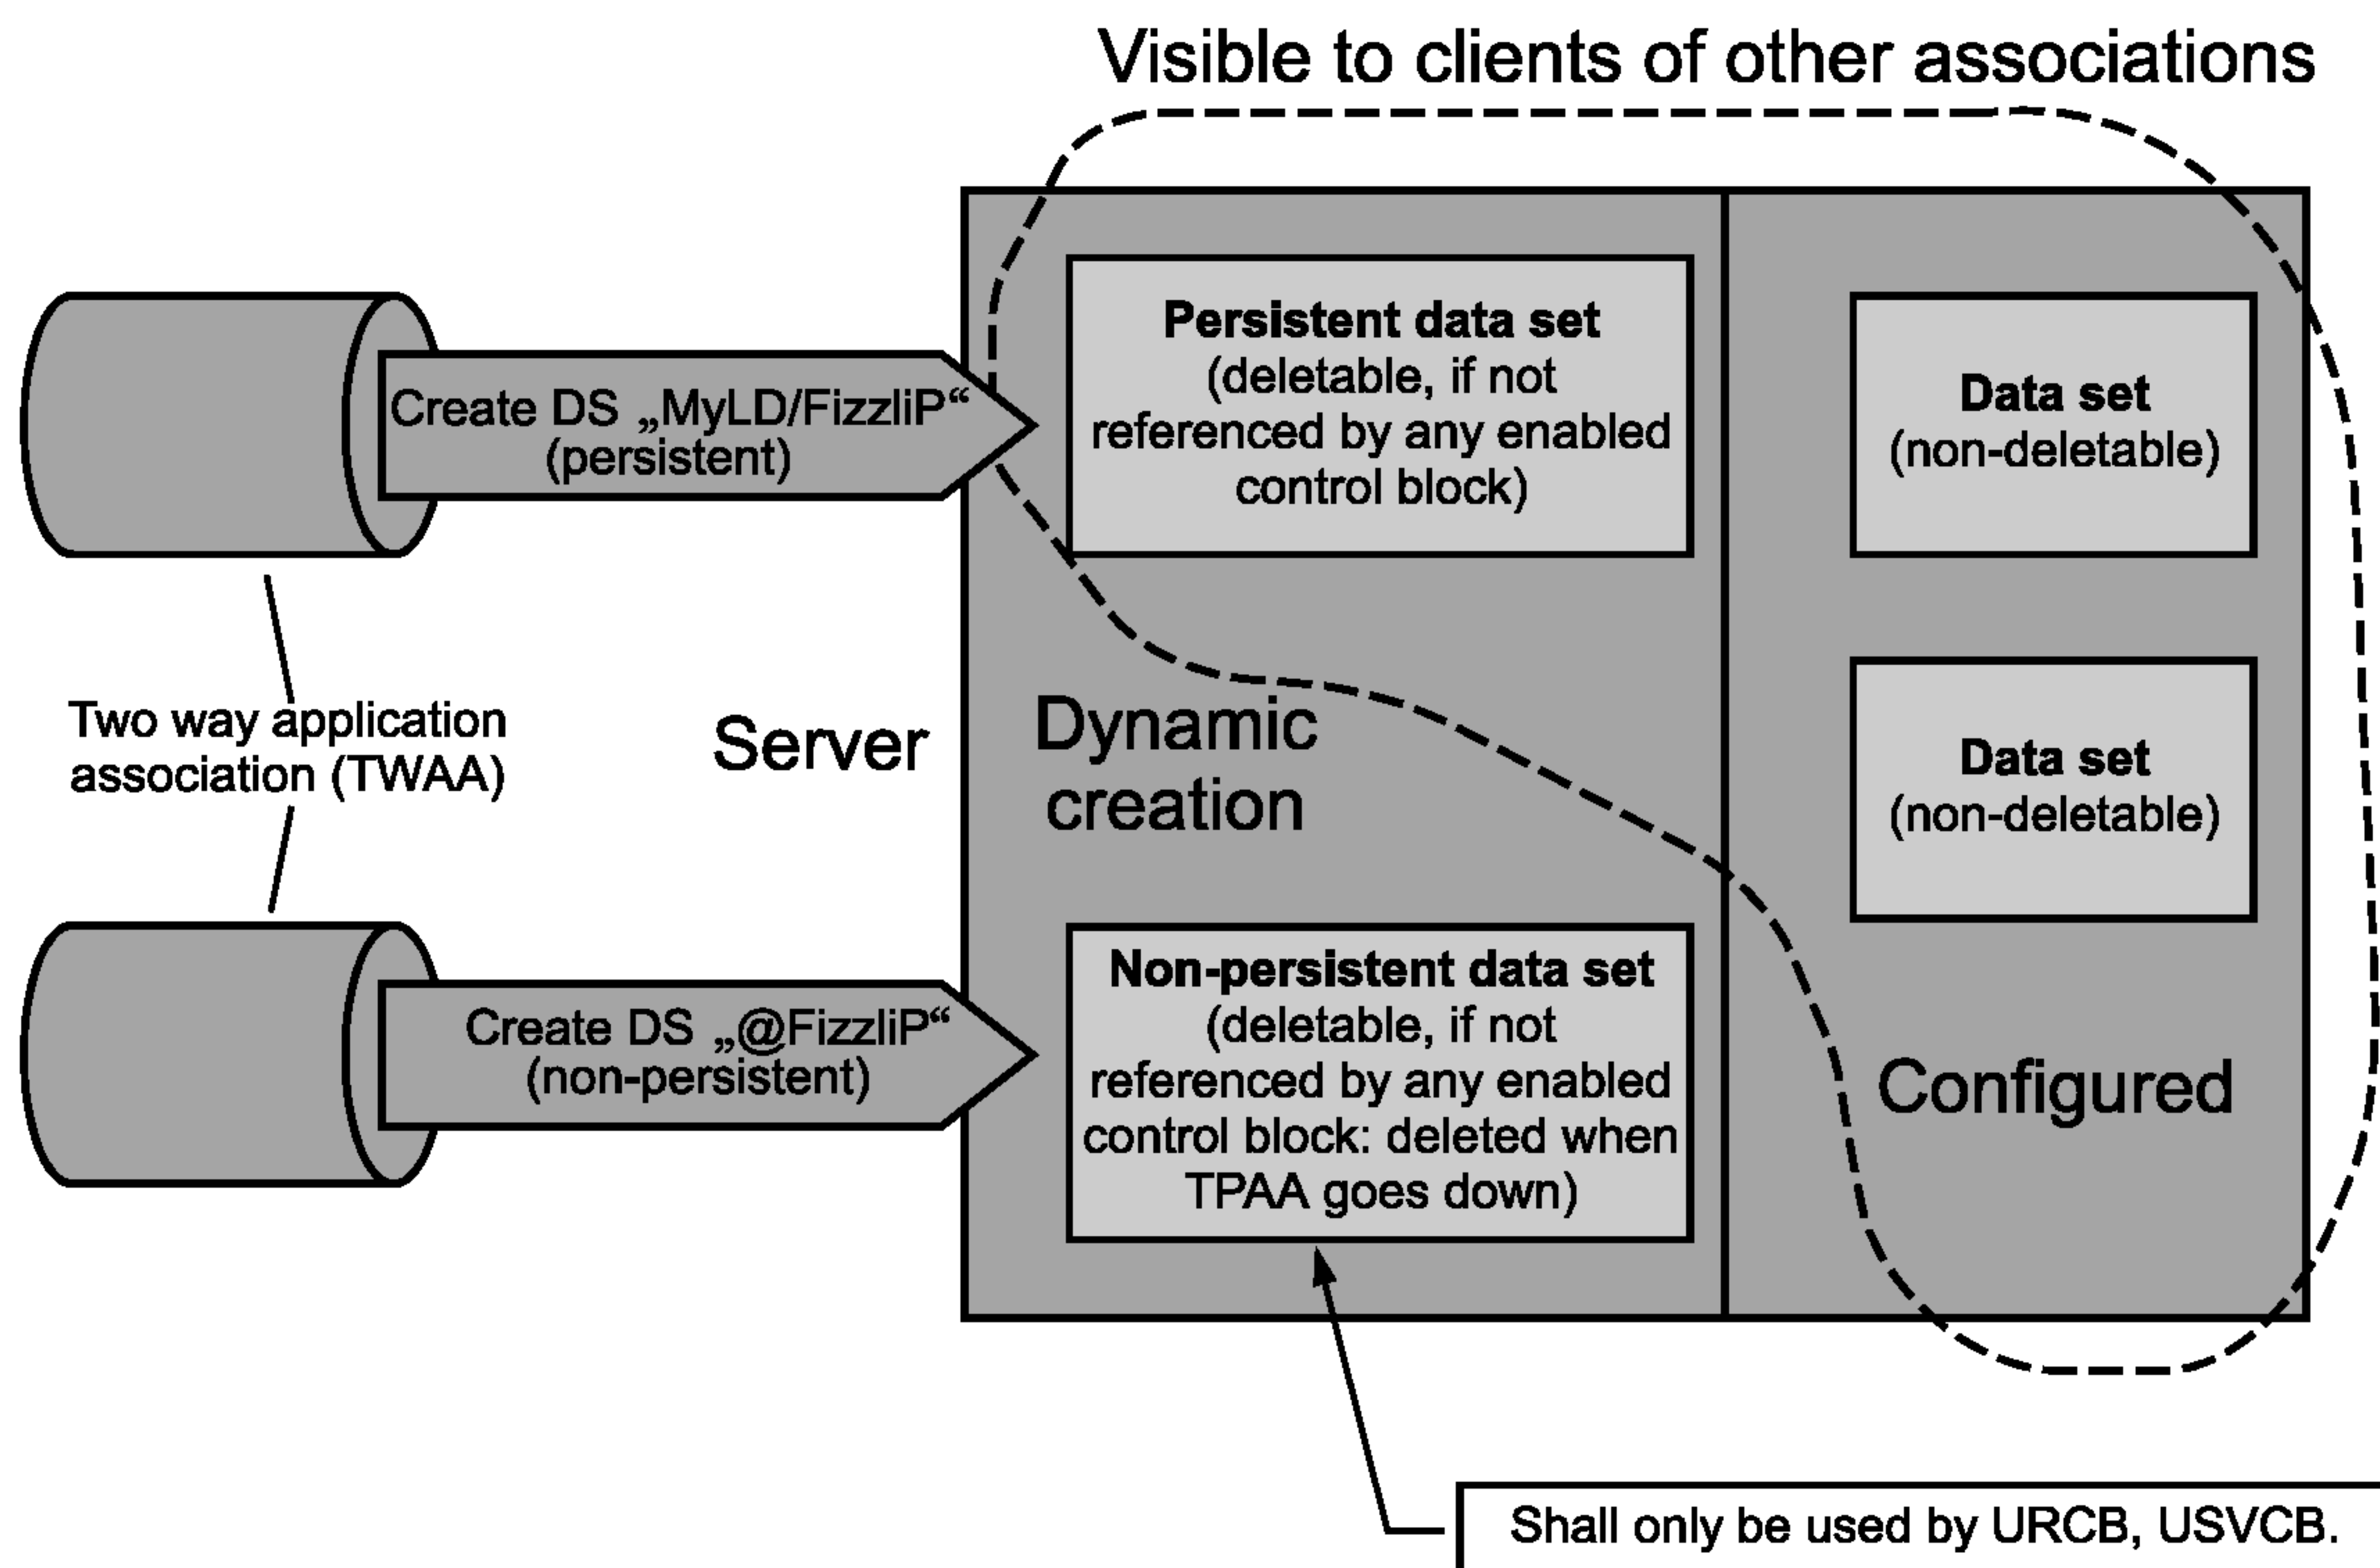 Visible to clients of other associations
Create DS „MyLD/FizzliP“
(persistent)
Persistent data set
(deletable, if not
referenced by any enabled
control block)
Data set
(non-deletable)
Two way application
association (TWAA)
Server
Dynamic
creation
Data set
(non-deletable)
Create DS „@FizzliP“
(non-persistent)
Non-persistent data set
(deletable, if not
referenced by any enabled
control block: deleted when
TPAA goes down)
Configured
Shall only be used by URCB, USVCB.